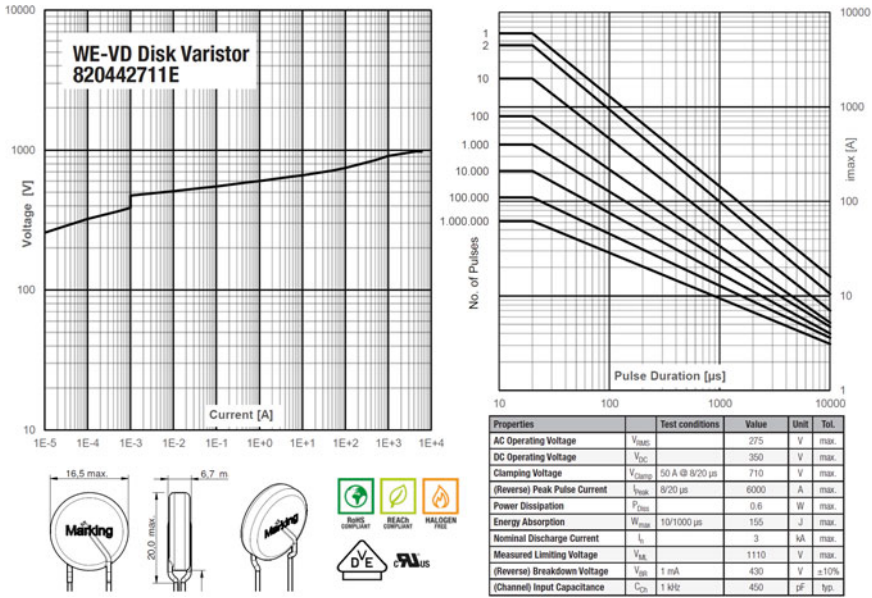 WE-VD Disk Varistor
820442711E
10000
1000
100
10
Voltage [V]
Current [A]
1E-5 1E-4 1E-3 1E-2 1E-1 1E+0 1E+1 1E+2 1E+3 1E+4
1
2
10
100
1.000
10.000
100.000
1.000.000
No. of Pulses
10000
1000
100
10
1
imax [A]
Pulse Duration [µs]
10 100 1000 10000
16,5 max.
6,7 m
20,0 max.
Marking
Marking
RoHS
COMPLIANT
REACh
COMPLIANT
HALOGEN
FREE
DVE
c RU US
Properties Test conditions Value Unit Tol.
AC Operating Voltage VRMS 275 V max.
DC Operating Voltage VDC 350 V max.
Clamping Voltage VClamp 50 A @ 8/20 µs 710 V max.
(Reverse) Peak Pulse Current IPeak 8/20 µs 6000 A max.
Power Dissipation PDiss 0.6 W max.
Energy Absorption Wmax 10/1000 µs 155 J max.
Nominal Discharge Current In 3 kA max.
Measured Limiting Voltage VML 1110 V max.
(Reverse) Breakdown Voltage VBR 1 mA 430 V ±10%
(Channel) Input Capacitance CCh 1 kHz 450 pF typ.